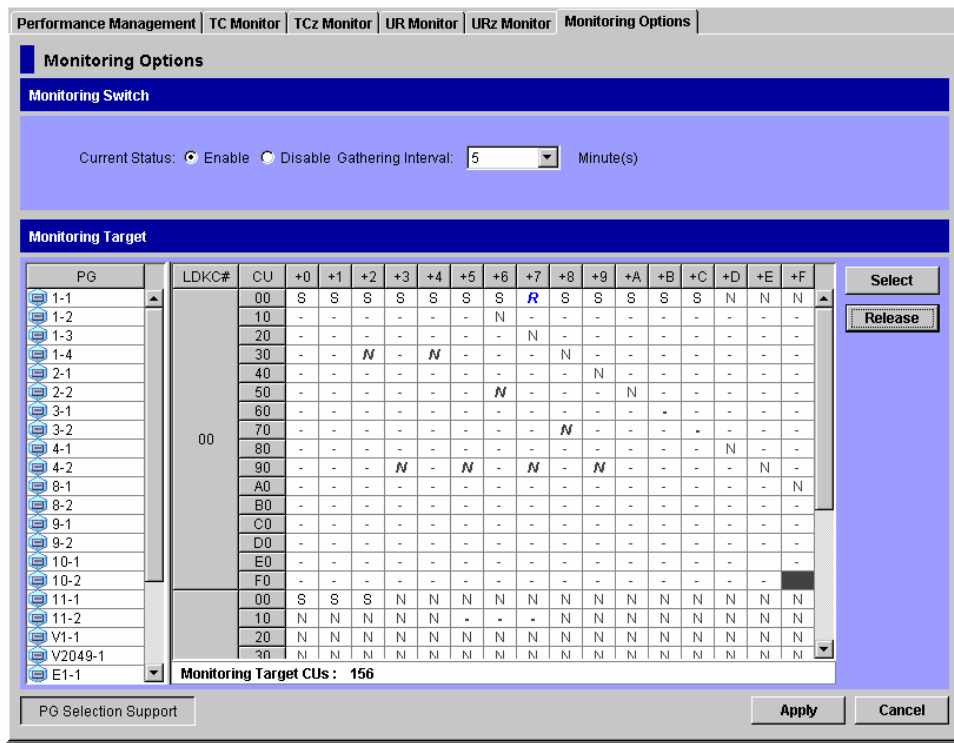 Performance Management TC Monitor TCz Monitor UR Monitor URz Monitor Monitoring Options
Monitoring Options
Monitoring Switch
Current Status: Enable Disable Gathering Interval: 5 Minute(s)
Monitoring Target
PG LDKC# CU +0 +1 +2 +3 +4 +5 +6 +7 +8 +9 +A +B +C +D +E +F Select
1-1 00 S S S S S S S R S S S S S N N N
1-2 10 - - - - - - N - - - - - - - - - Release
1-3 20 - - - - - - - N - - - - - - - -
1-4 30 - - N - N - - - N - - - - - - -
2-1 40 - - - - - - - - - N - - - - - -
2-2 50 - - - - - - N - - - N - - - - -
3-1 60 - - - - - - - - - - - - - - - -
3-2 70 - - - - - - - - N - - - - - - -
00
4-1 80 - - - - - - - - - - - - - N - -
4-2 90 - - - N - N - N - N - - - - N -
8-1 A0 - - - - - - - - - - - - - - - N
8-2 B0 - - - - - - - - - - - - - - - -
9-1 C0 - - - - - - - - - - - - - - - -
9-2 D0 - - - - - - - - - - - - - - - -
10-1 E0 - - - - - - - - - - - - - - - -
10-2 F0 - - - - - - - - - - - - - - -
11-1 00 S S S N N N N N N N N N N N N N
11-2 10 N N N N N - - - N N N N N N N N
V1-1 20 N N N N N N N N N N N N N N N N
V2049-1 30 N N N N N N N N N N N N N N N N
E1-1 Monitoring Target CUs : 156
PG Selection Support Apply Cancel